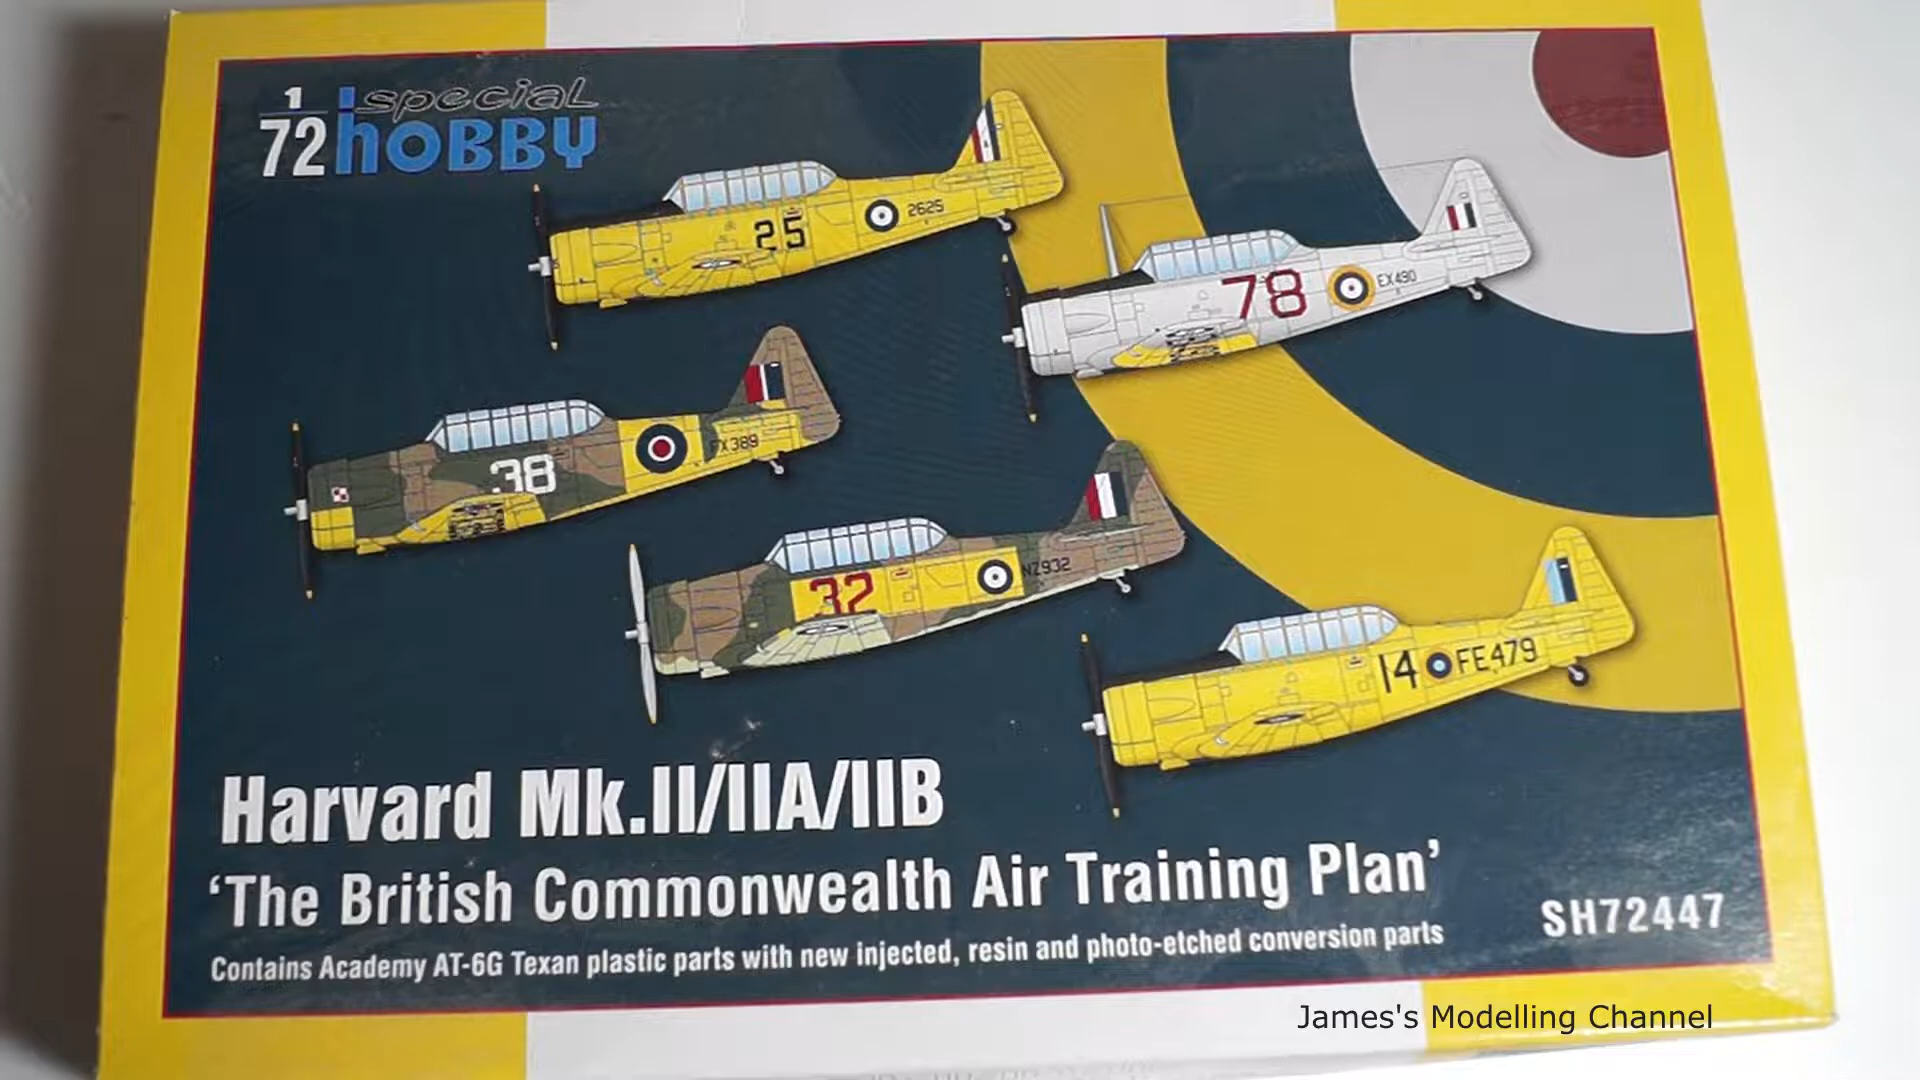 1
72
special
hobby
25
2625
78
EX490
38
FX389
32
NZ932
14
FE479
Harvard Mk.II/IIA/IIB
‘The British Commonwealth Air Training Plan’
SH72447
Contains Academy AT-6G Texan plastic parts with new injected, resin and photo-etched conversion parts
James's Modelling Channel